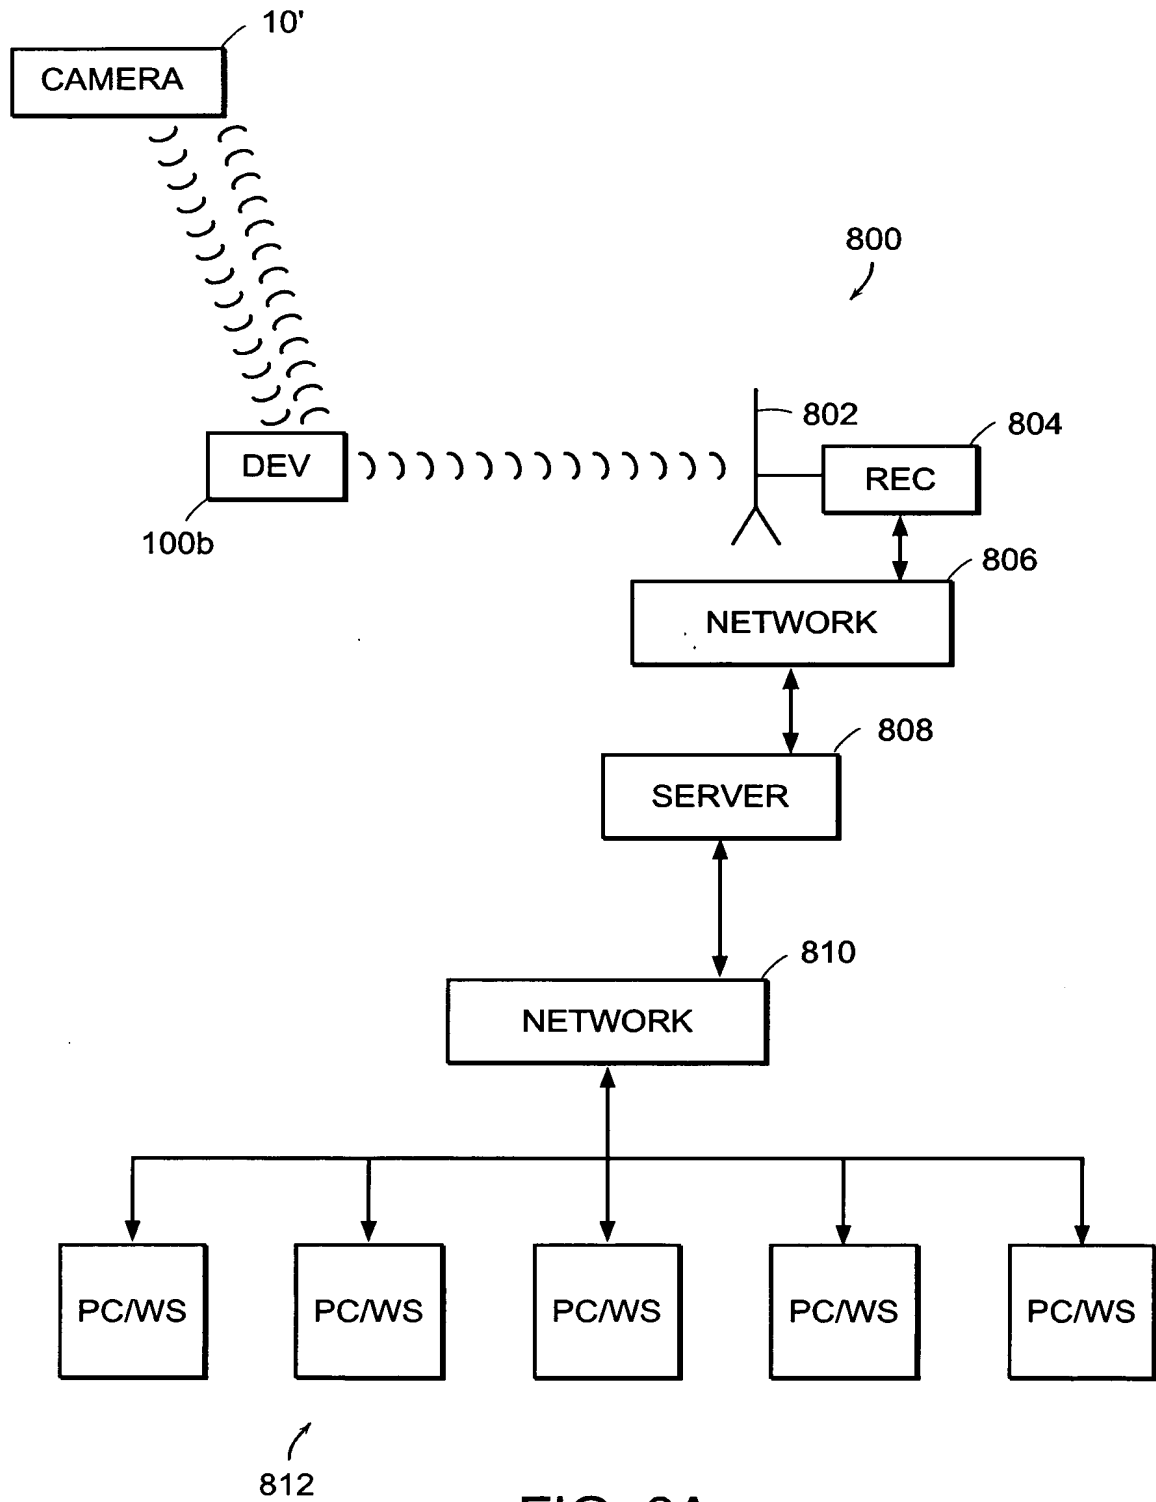 10'
CAMERA
800
802
804
DEV
REC
100b
806
NETWORK
808
SERVER
810
NETWORK
PC/WS PC/WS PC/WS PC/WS PC/WS
812